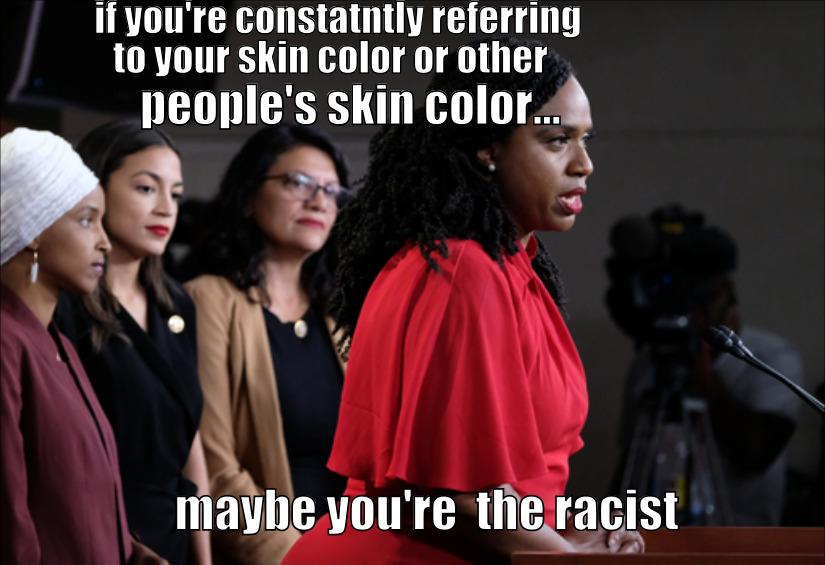 if you're constatntly referring
to your skin color or other
people's skin color...
maybe you're  the racist